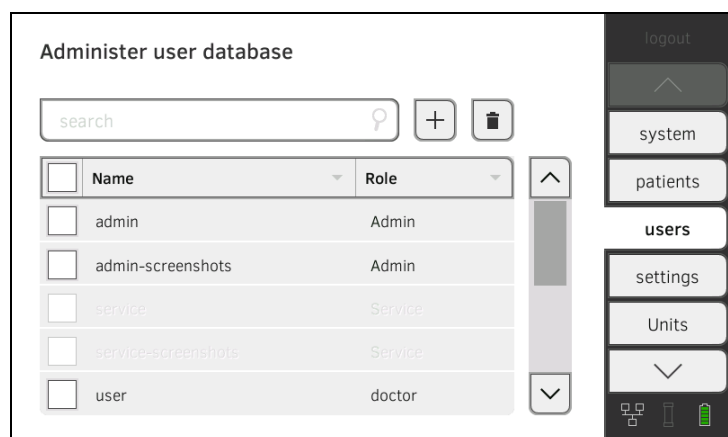 Administer user database
search
Name Role
admin Admin
admin-screenshots Admin
service Service
service-screenshots Service
user doctor
logout
system
patients
users
settings
Units